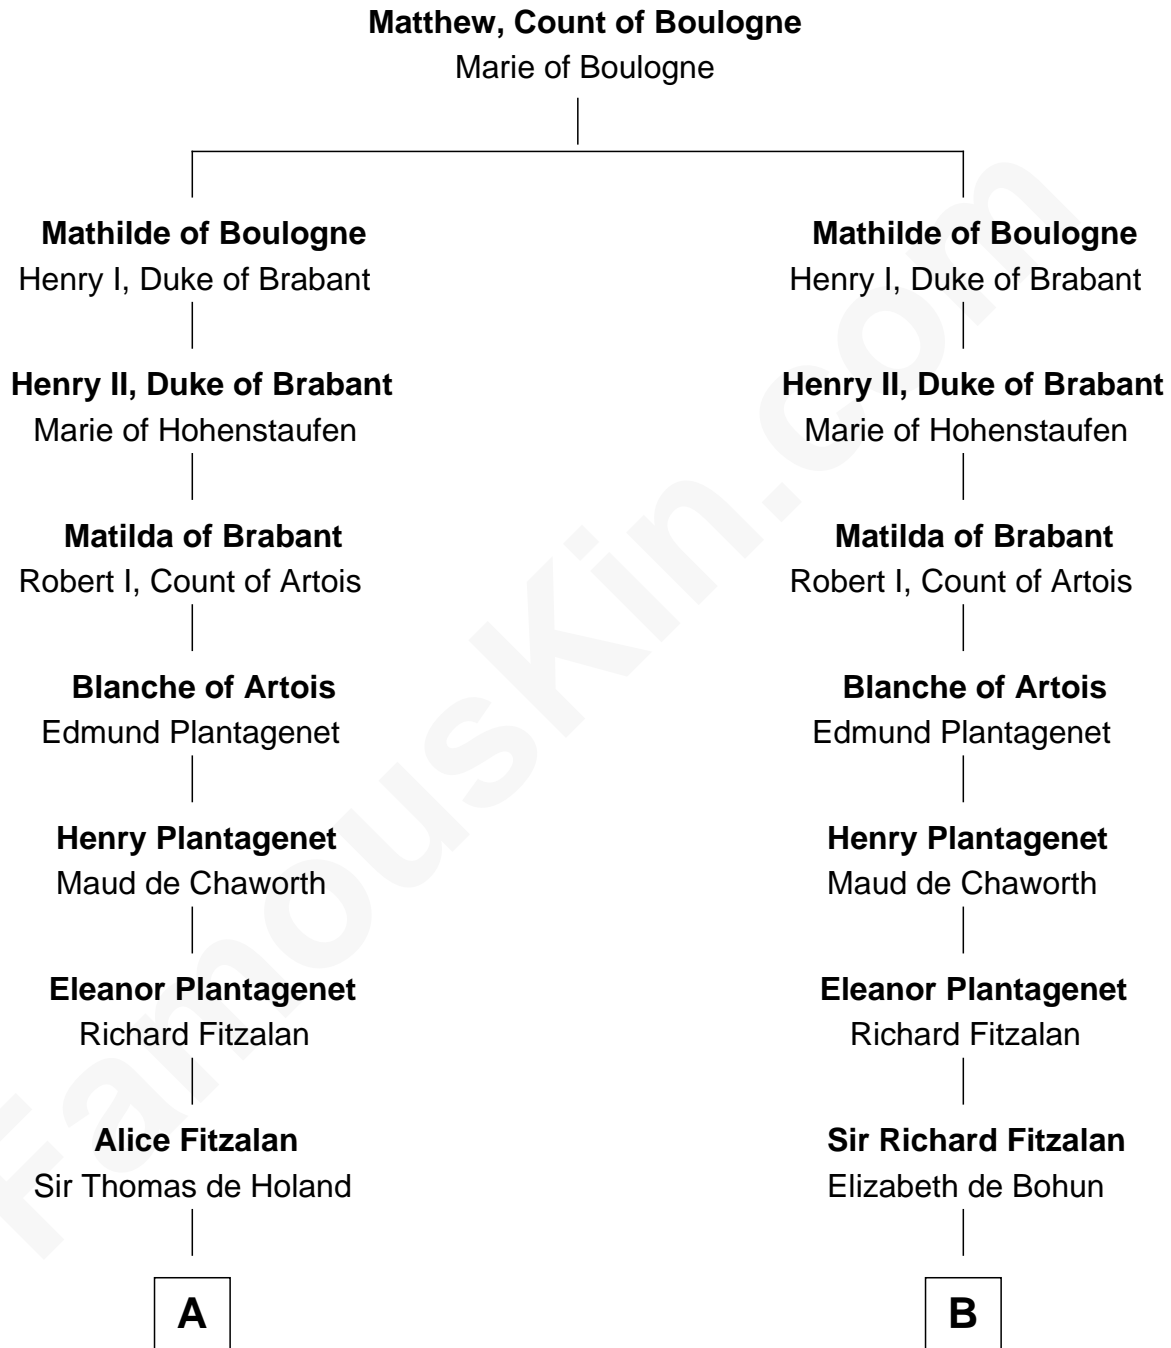 Matthew, Count of Boulogne
Marie of Boulogne
Mathilde of Boulogne
Henry I, Duke of Brabant
Henry II, Duke of Brabant
Marie of Hohenstaufen
Matilda of Brabant
Robert I, Count of Artois
Blanche of Artois
Edmund Plantagenet
Henry Plantagenet
Maud de Chaworth
Eleanor Plantagenet
Richard Fitzalan
Alice Fitzalan
Sir Thomas de Holand
A
Mathilde of Boulogne
Henry I, Duke of Brabant
Henry II, Duke of Brabant
Marie of Hohenstaufen
Matilda of Brabant
Robert I, Count of Artois
Blanche of Artois
Edmund Plantagenet
Henry Plantagenet
Maud de Chaworth
Eleanor Plantagenet
Richard Fitzalan
Sir Richard Fitzalan
Elizabeth de Bohun
B
FamousKin.com